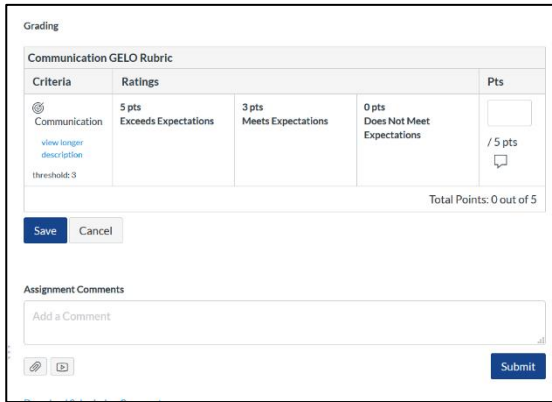 Grading
Communication GELO Rubric
Criteria Ratings Pts
Communication
view longer
description
threshold: 3
5 pts
Exceeds Expectations
3 pts
Meets Expectations
0 pts
Does Not Meet
Expectations
/ 5 pts
Total Points: 0 out of 5
Save Cancel
Assignment Comments
Add a Comment
Submit